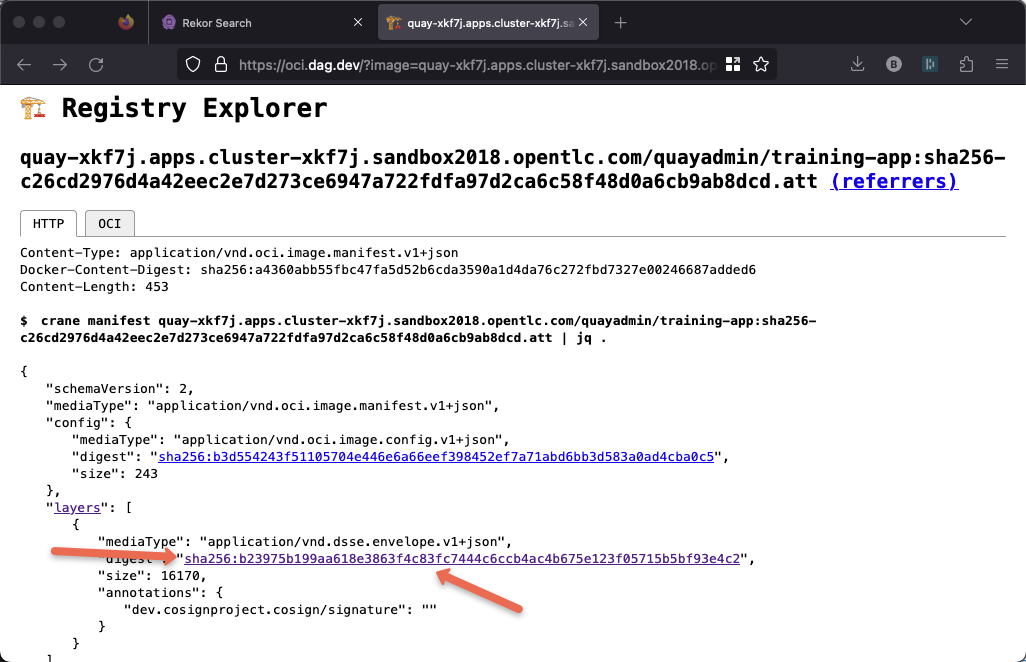 Rekor Search
quay-xkf7j.apps.cluster-xkf7j.sa
https://oci.dag.dev/?image=quay-xkf7j.apps.cluster-xkf7j.sandbox2018.op
Registry Explorer
quay-xkf7j.apps.cluster-xkf7j.sandbox2018.opentlc.com/quayadmin/training-app:sha256-
c26cd2976d4a42eec2e7d273ce6947a722fdfa97d2ca6c58f48d0a6cb9ab8dcd.att (referrers)
HTTP OCI
Content-Type: application/vnd.oci.image.manifest.v1+json
Docker-Content-Digest: sha256:a4360abb55fbc47fa5d52b6cda3590a1d4da76c272fbd7327e00246687added6
Content-Length: 453
$ crane manifest quay-xkf7j.apps.cluster-xkf7j.sandbox2018.opentlc.com/quayadmin/training-app:sha256-
c26cd2976d4a42eec2e7d273ce6947a722fdfa97d2ca6c58f48d0a6cb9ab8dcd.att | jq .
{
"schemaVersion": 2,
"mediaType": "application/vnd.oci.image.manifest.v1+json",
"config": {
"mediaType": "application/vnd.oci.image.config.v1+json",
"digest": "sha256:b3d554243f51105704e446e6a66eef398452ef7a71abd6bb3d583a0ad4cba0c5",
"size": 243
},
"layers": [
{
"mediaType": "application/vnd.dsse.envelope.v1+json",
"digest": "sha256:b23975b199aa618e3863f4c83fc7444c6ccb4ac4b675e123f05715b5bf93e4c2",
"size": 16170,
"annotations": {
"dev.cosignproject.cosign/signature": ""
}
}
]